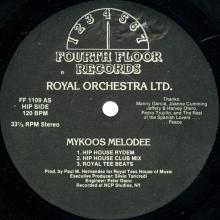 1 2 3 4 5 6 7
FOURTH FLOOR
RECORDS
ROYAL ORCHESTRA LTD.
FF 1109 AS
HIP SIDE
120 BPM
Thanks
Manny Garcia, Joanne Cumming
Jeffery & Harvey Olero,
Pedro Trujillo, and The Rest of
the Spanish Lovers . . .
Peace
33⅓ RPM Stereo
MYKOOS MELODEE
1. HIP HOUSE RYDEM
2. HIP HOUSE CLUB MIX
3. ROYAL TEE BEATS
Prod. by Paul M. Hernandez for Royal Tees of House Music
Executive Producer: Silvio Tancredi
Engineer: Peter Daou
Recorded at NCP Studios, NY